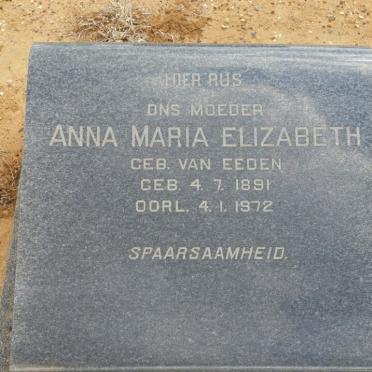 HIER RUS
ONS MOEDER
ANNA MARIA ELIZABETH
GEB. VAN EEDEN
GEB. 4. 7. 1891
OORL. 4. 1. 1972
SPAARSAAMHEID.